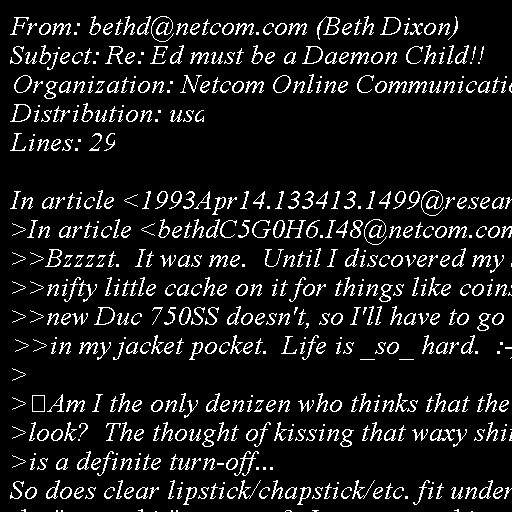 From: bethd@netcom.com (Beth Dixon)
Subject: Re: Ed must be a Daemon Child!!
Organization: Netcom Online Communicati
Distribution: usa
Lines: 29

In article <1993Apr14.133413.1499@resear
>In article <bethdC5G0H6.I48@netcom.com
>>Bzzzzt.  It was me.  Until I discovered my
>>nifty little cache on it for things like coins
>>new Duc 750SS doesn't, so I'll have to go
>>in my jacket pocket.  Life is _so_ hard.  :-
>
>Am I the only denizen who thinks that the
>look?  The thought of kissing that waxy shi
>is a definite turn-off...
So does clear lipstick/chapstick/etc. fit under